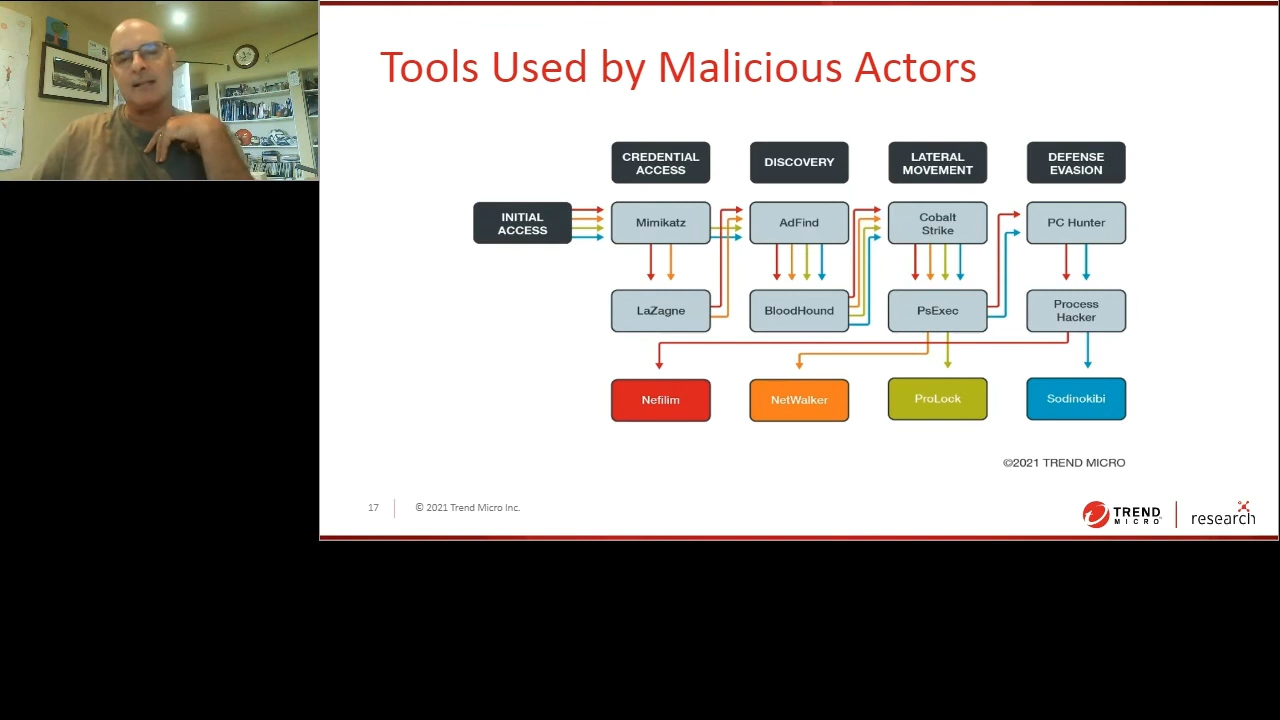 Tools Used by Malicious Actors
CREDENTIAL
ACCESS
DISCOVERY
LATERAL
MOVEMENT
DEFENSE
EVASION
INITIAL
ACCESS
Mimikatz
AdFind
Cobalt
Strike
PC Hunter
LaZagne
BloodHound
PsExec
Process
Hacker
Nefilim
NetWalker
ProLock
Sodinokibi
©2021 TREND MICRO
17
© 2021 Trend Micro Inc.
TREND
MICRO
research